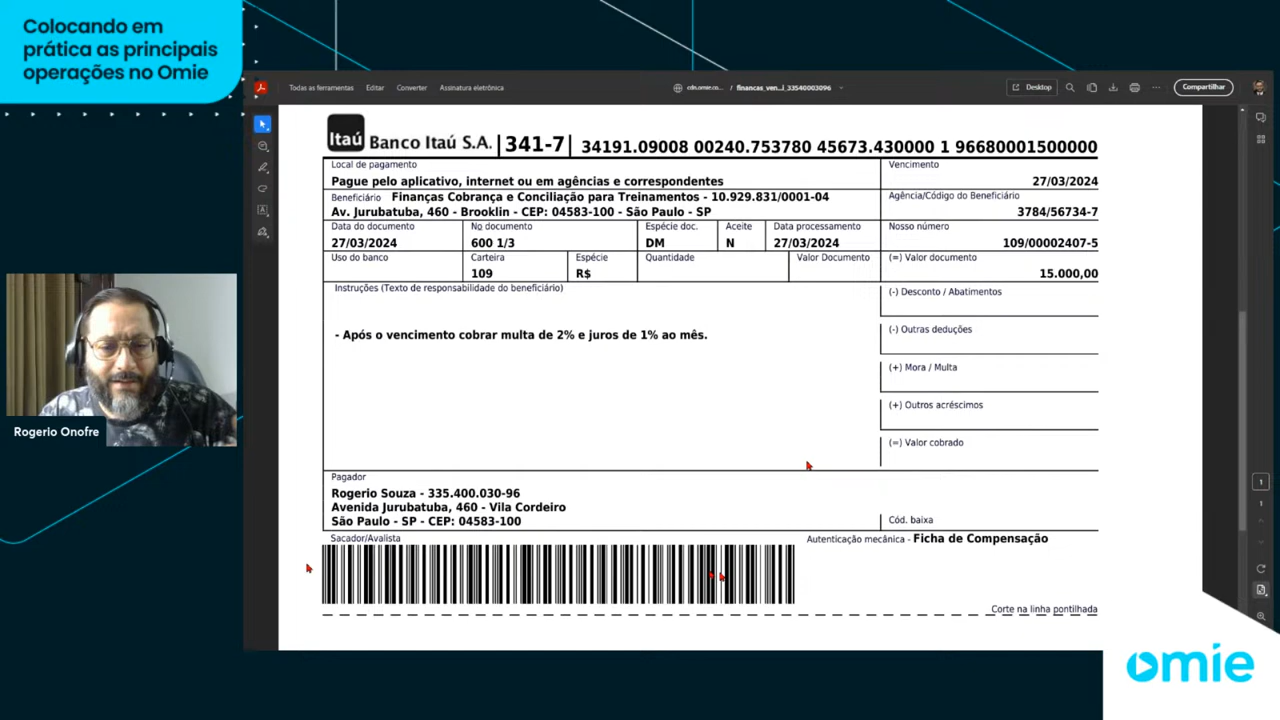 Colocando em
prática as principais
operações no Omie
Todas as ferramentas Editar Converter Assinatura eletrônica
cdn.omie.co... / financas_ven...i_33540003096
Desktop
Compartilhar
Itaú Banco Itaú S.A. 341-7 34191.09008 00240.753780 45673.430000 1 96680001500000
Local de pagamento Vencimento
Pague pelo aplicativo, internet ou em agências e correspondentes 27/03/2024
Beneficiário Finanças Cobrança e Conciliação para Treinamentos - 10.929.831/0001-04 Agência/Código do Beneficiário
Av. Jurubatuba, 460 - Brooklin - CEP: 04583-100 - São Paulo - SP 3784/56734-7
Data do documento No documento Espécie doc. Aceite Data processamento Nosso número
27/03/2024 600 1/3 DM N 27/03/2024 109/00002407-5
Uso do banco Carteira Espécie Quantidade Valor Documento (=) Valor documento
109 R$ 15.000,00
Instruções (Texto de responsabilidade do beneficiário) (-) Desconto / Abatimentos
(-) Outras deduções
- Após o vencimento cobrar multa de 2% e juros de 1% ao mês.
(+) Mora / Multa
(+) Outros acréscimos
(=) Valor cobrado
Pagador
Rogerio Souza - 335.400.030-96
Avenida Jurubatuba, 460 - Vila Cordeiro
São Paulo - SP - CEP: 04583-100 Cód. baixa
Sacador/Avalista Autenticação mecânica - Ficha de Compensação
Corte na linha pontilhada
1
1
Rogerio Onofre
omie